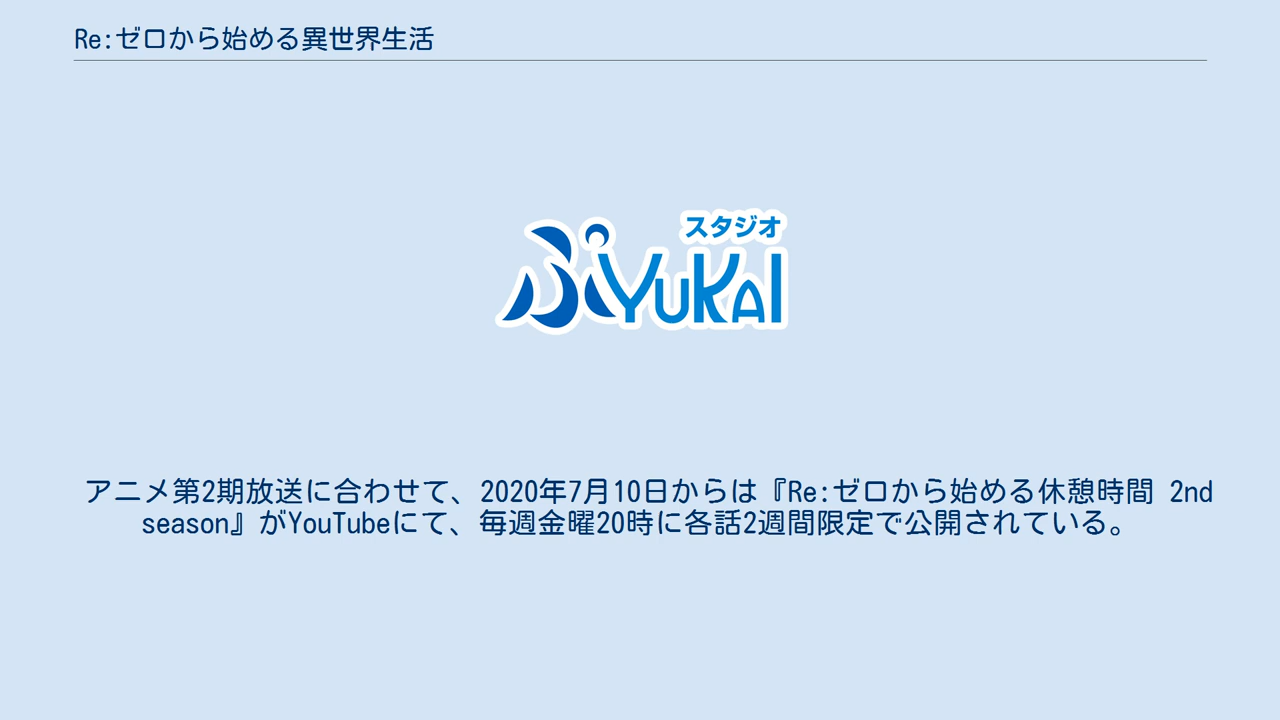 Re:ゼロから始める異世界生活
スタジオ
ぷYUKAI
アニメ第2期放送に合わせて、2020年7月10日からは『Re:ゼロから始める休憩時間 2nd
season』がYouTubeにて、毎週金曜20時に各話2週間限定で公開されている。